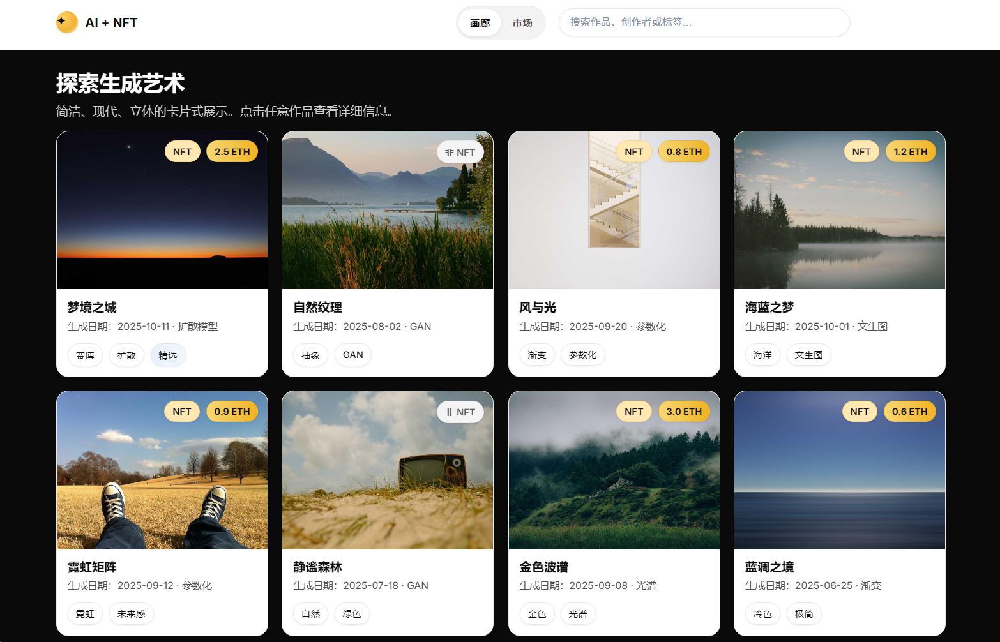 AI + NFT
画廊 市场 搜索作品、创作者或标签...
探索生成艺术
简洁、现代、立体的卡片式展示。点击任意作品查看详细信息。
NFT 2.5 ETH
梦境之城
生成日期：2025-10-11 · 扩散模型
赛博 扩散 精选
非 NFT
自然纹理
生成日期：2025-08-02 · GAN
抽象 GAN
NFT 0.8 ETH
风与光
生成日期：2025-09-20 · 参数化
渐变 参数化
NFT 1.2 ETH
海蓝之梦
生成日期：2025-10-01 · 文生图
海洋 文生图
NFT 0.9 ETH
霓虹矩阵
生成日期：2025-09-12 · 参数化
霓虹 未来感
非 NFT
静谧森林
生成日期：2025-07-18 · GAN
自然 绿色
NFT 3.0 ETH
金色波谱
生成日期：2025-09-08 · 光谱
金色 光谱
NFT 0.6 ETH
蓝调之境
生成日期：2025-06-25 · 渐变
冷色 极简